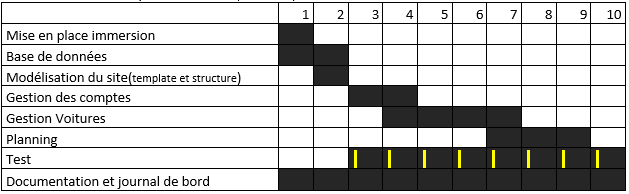 1 2 3 4 5 6 7 8 9 10
Mise en place immersion
Base de données
Modélisation du site(template et structure)
Gestion des comptes
Gestion Voitures
Planning
Test
Documentation et journal de bord